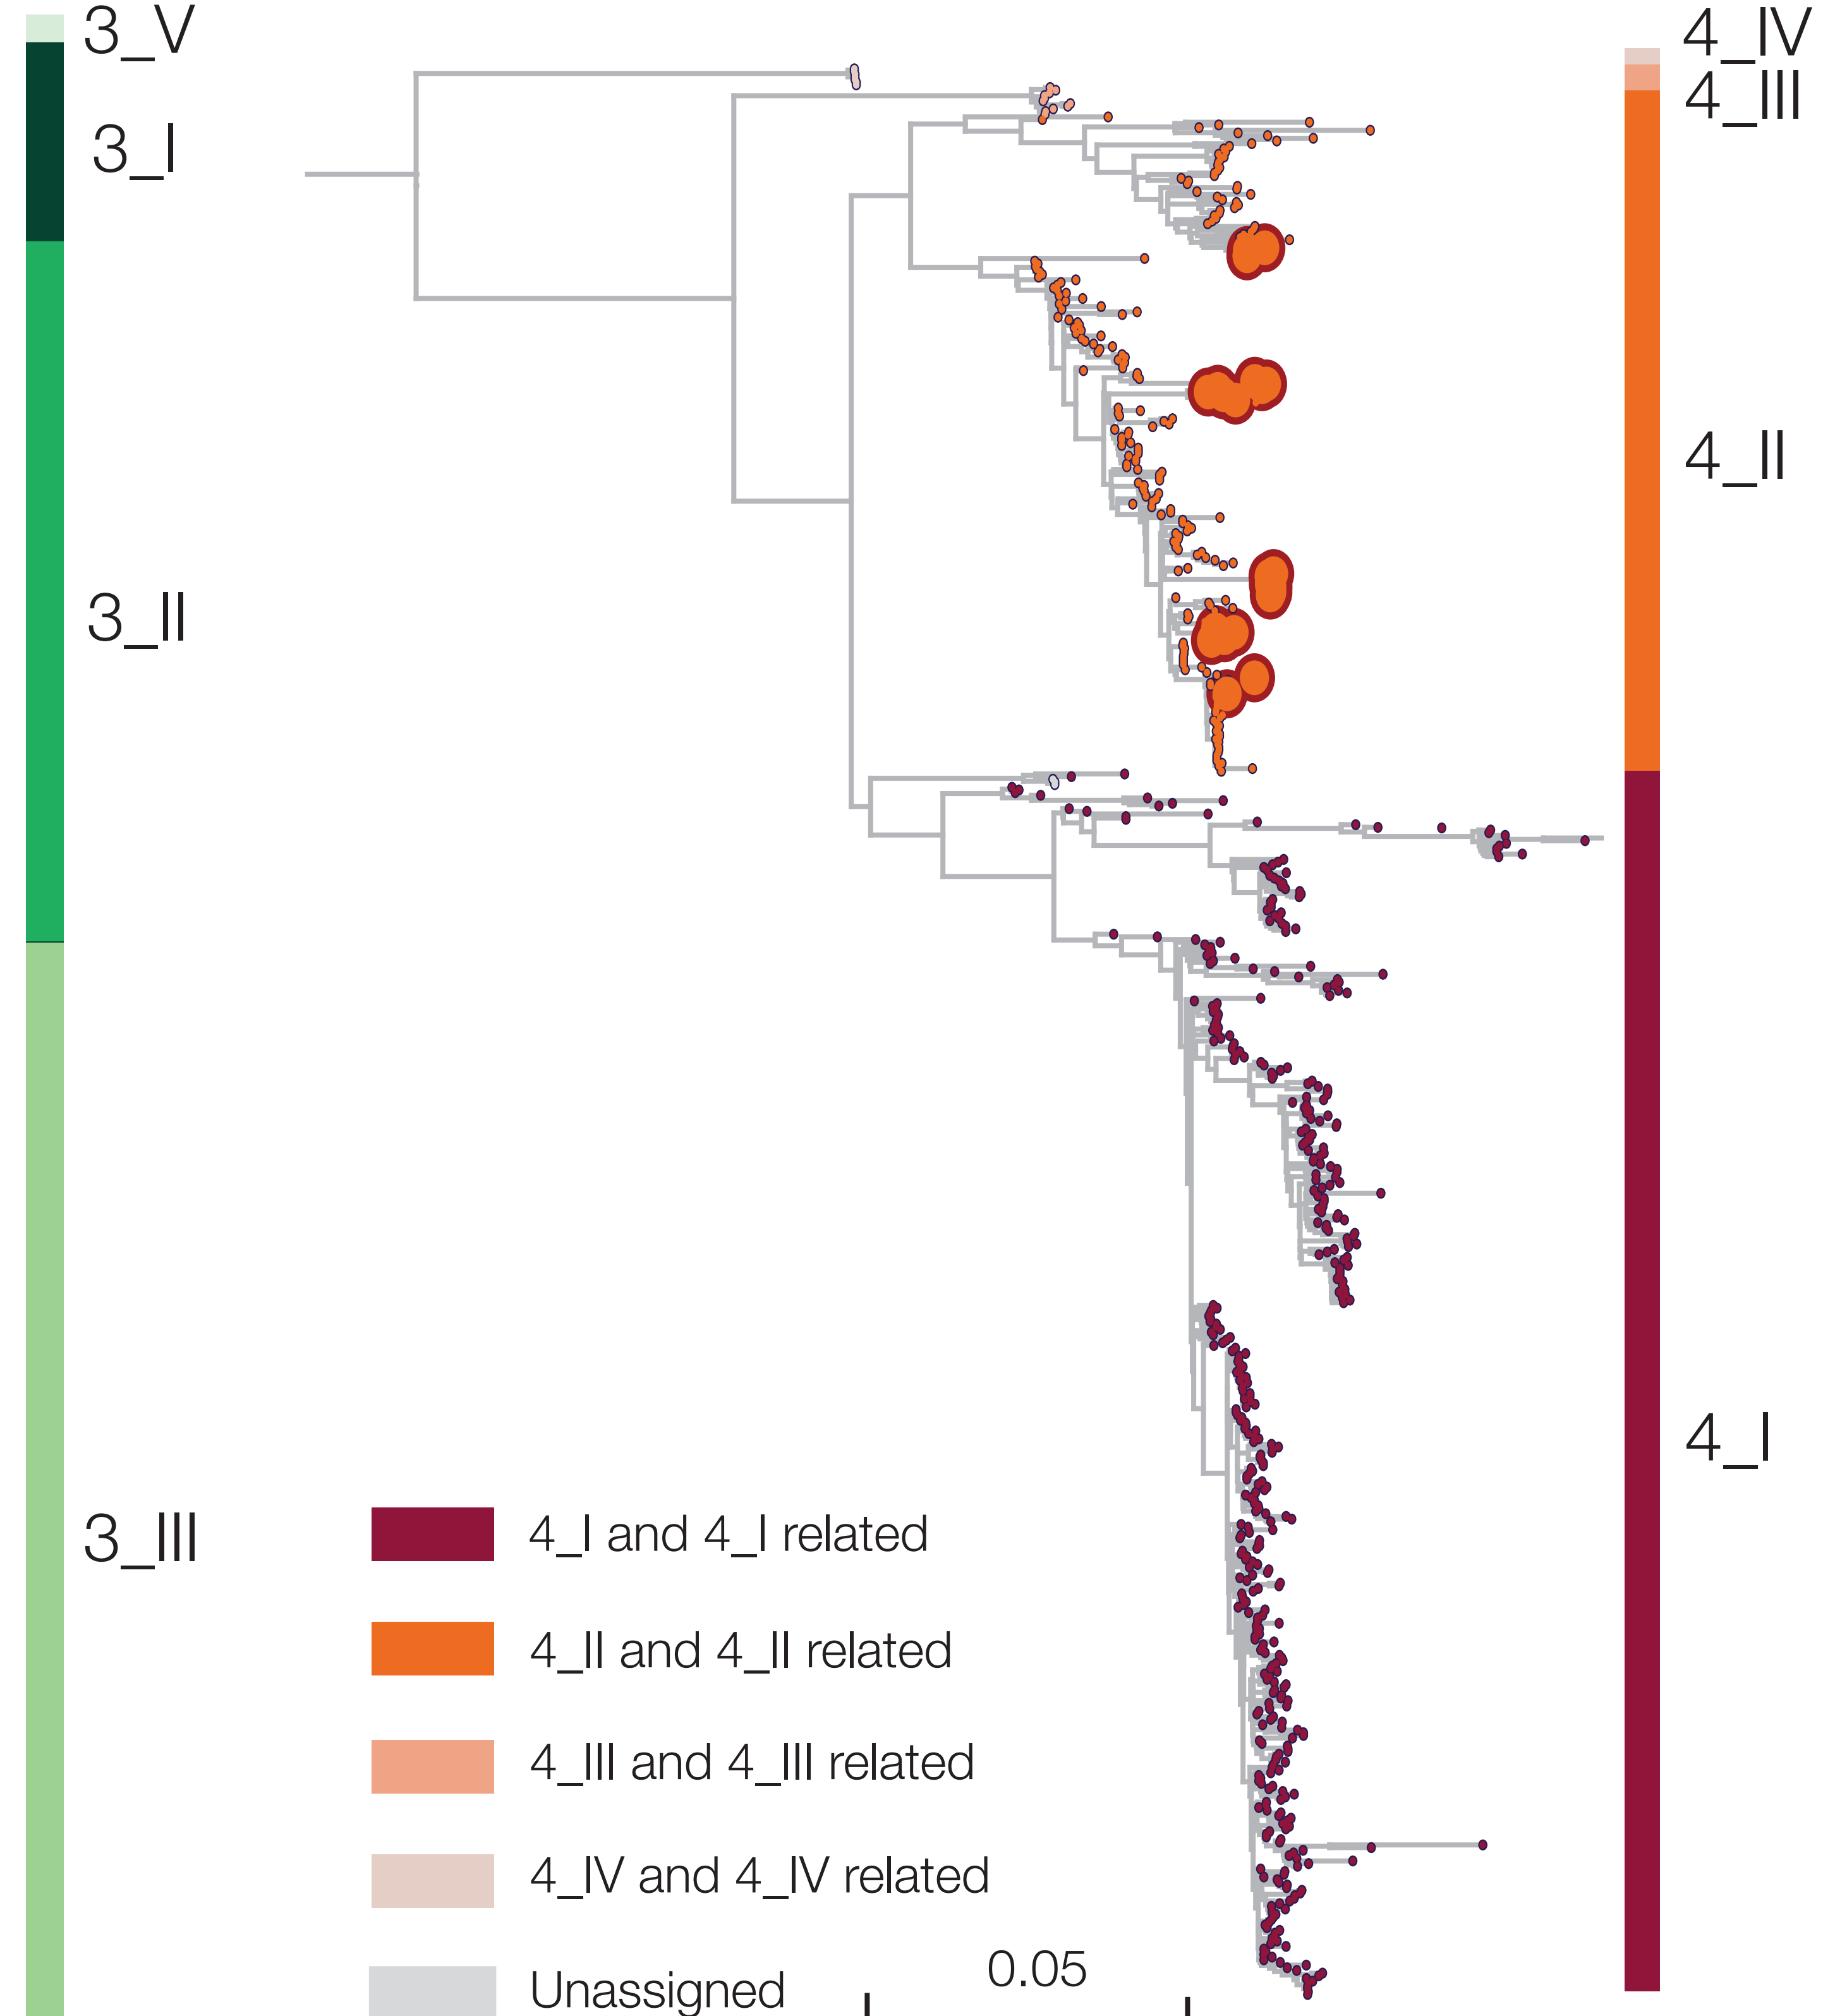 3_V
3_I
3_II
3_III
4_IV
4_III
4_II
4_I
4_I and 4_I related
4_II and 4_II related
4_III and 4_III related
4_IV and 4_IV related
Unassigned
0.05